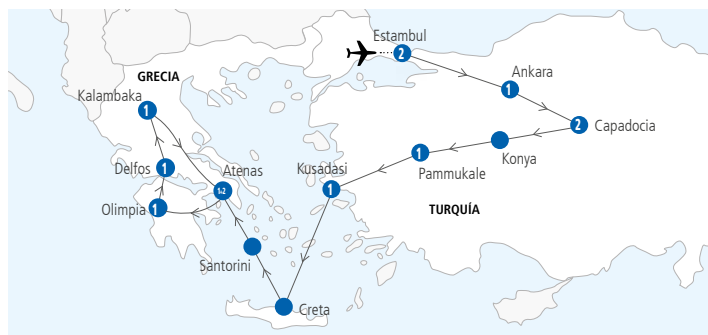 Estambul
2
GRECIA
Ankara
1
Kalambaka
1
2
Capadocia
Konya
1
Pammukale
Delfos
1
Atenas
1+2
Kusadasi
1
Olimpia
1
TURQUÍA
Santorini
Creta